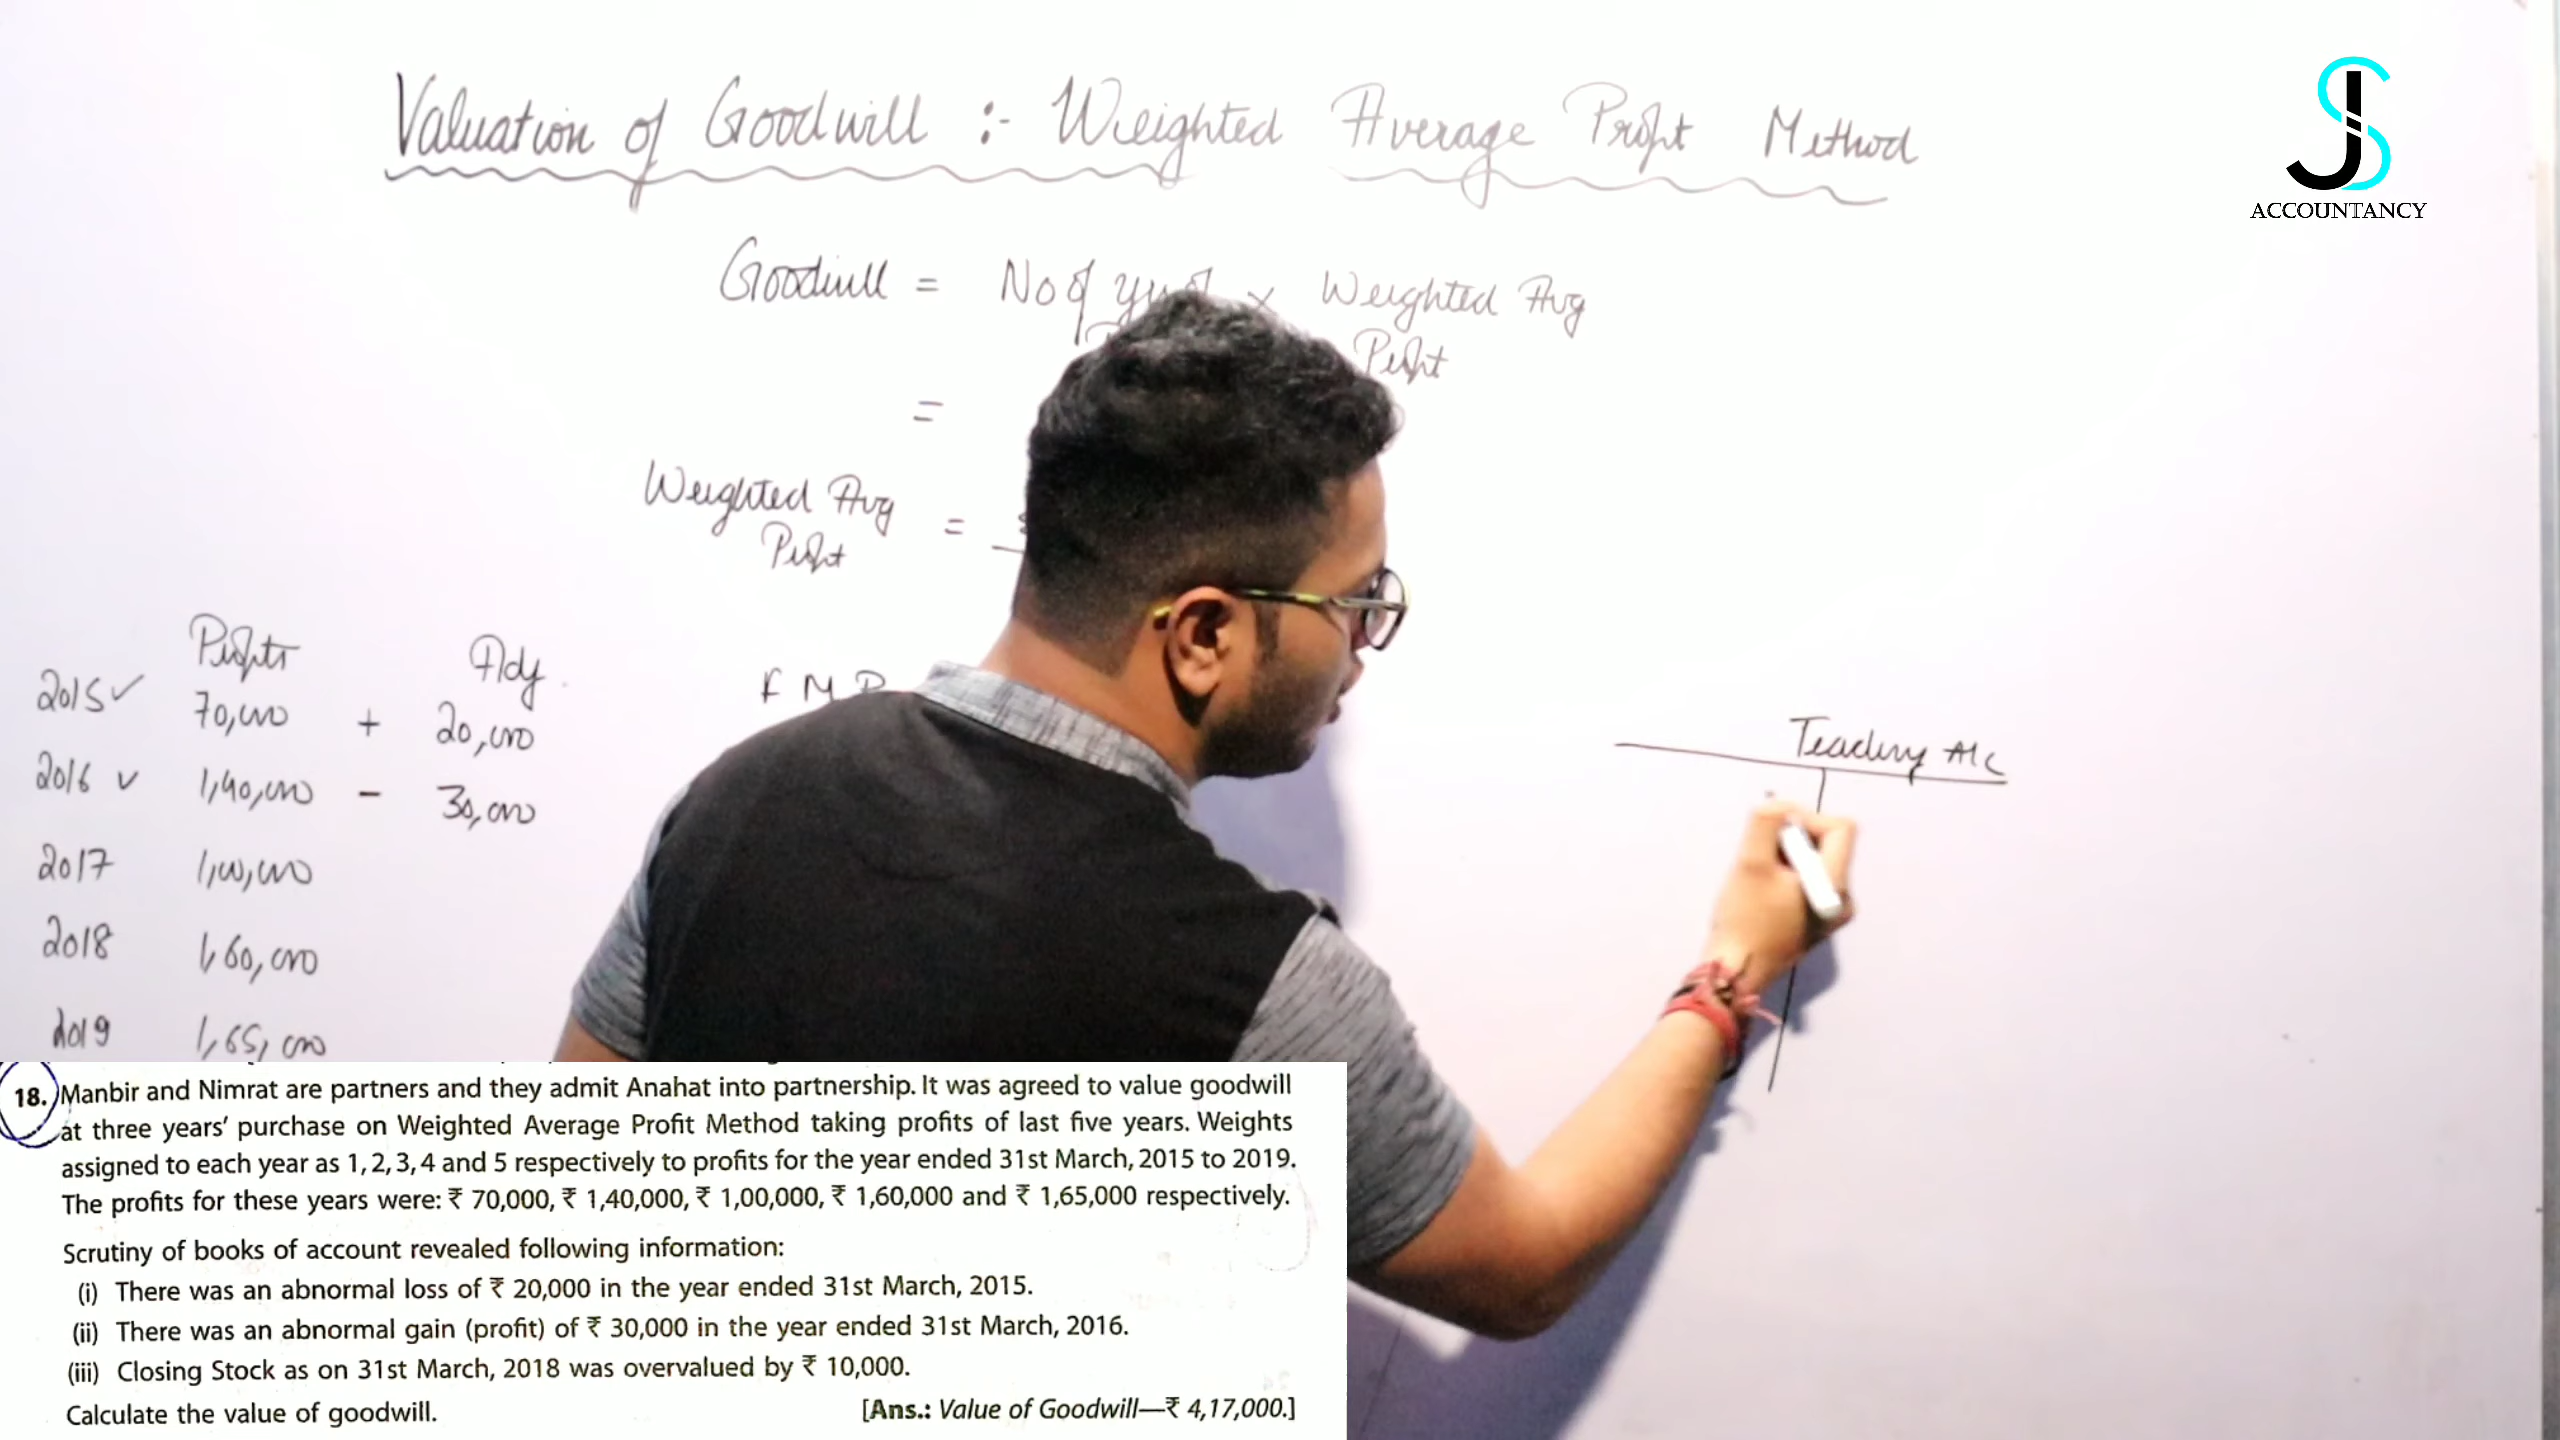 Valuation of Goodwill :- Weighted Average Profit Method
JS
ACCOUNTANCY
Goodwill = No of × Weighted Avg
Profit
=
Weighted Avg
Profit =
Profits Adj
2015 ✓ 70,000 + 20,000
2016 ✓ 1,40,000 - 30,000
2017 1,00,000
2018 1,60,000
2019 1,65,000
Trading A/c
18. Manbir and Nimrat are partners and they admit Anahat into partnership. It was agreed to value goodwill
at three years' purchase on Weighted Average Profit Method taking profits of last five years. Weights
assigned to each year as 1, 2, 3, 4 and 5 respectively to profits for the year ended 31st March, 2015 to 2019.
The profits for these years were: ₹ 70,000, ₹ 1,40,000, ₹ 1,00,000, ₹ 1,60,000 and ₹ 1,65,000 respectively.
Scrutiny of books of account revealed following information:
(i) There was an abnormal loss of ₹ 20,000 in the year ended 31st March, 2015.
(ii) There was an abnormal gain (profit) of ₹ 30,000 in the year ended 31st March, 2016.
(iii) Closing Stock as on 31st March, 2018 was overvalued by ₹ 10,000.
Calculate the value of goodwill. [Ans.: Value of Goodwill—₹ 4,17,000.]